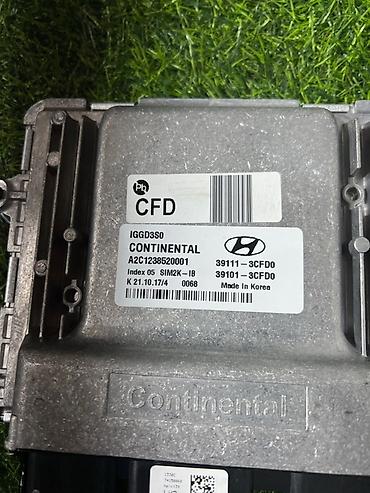 Pb
CFD
IGGD3S0
CONTINENTAL
A2C1238520001
39111-3CFD0
Index 05 SIM2K-IB
39101-3CFD0
K 21.10.17/4 0068
Made in Korea
Continental